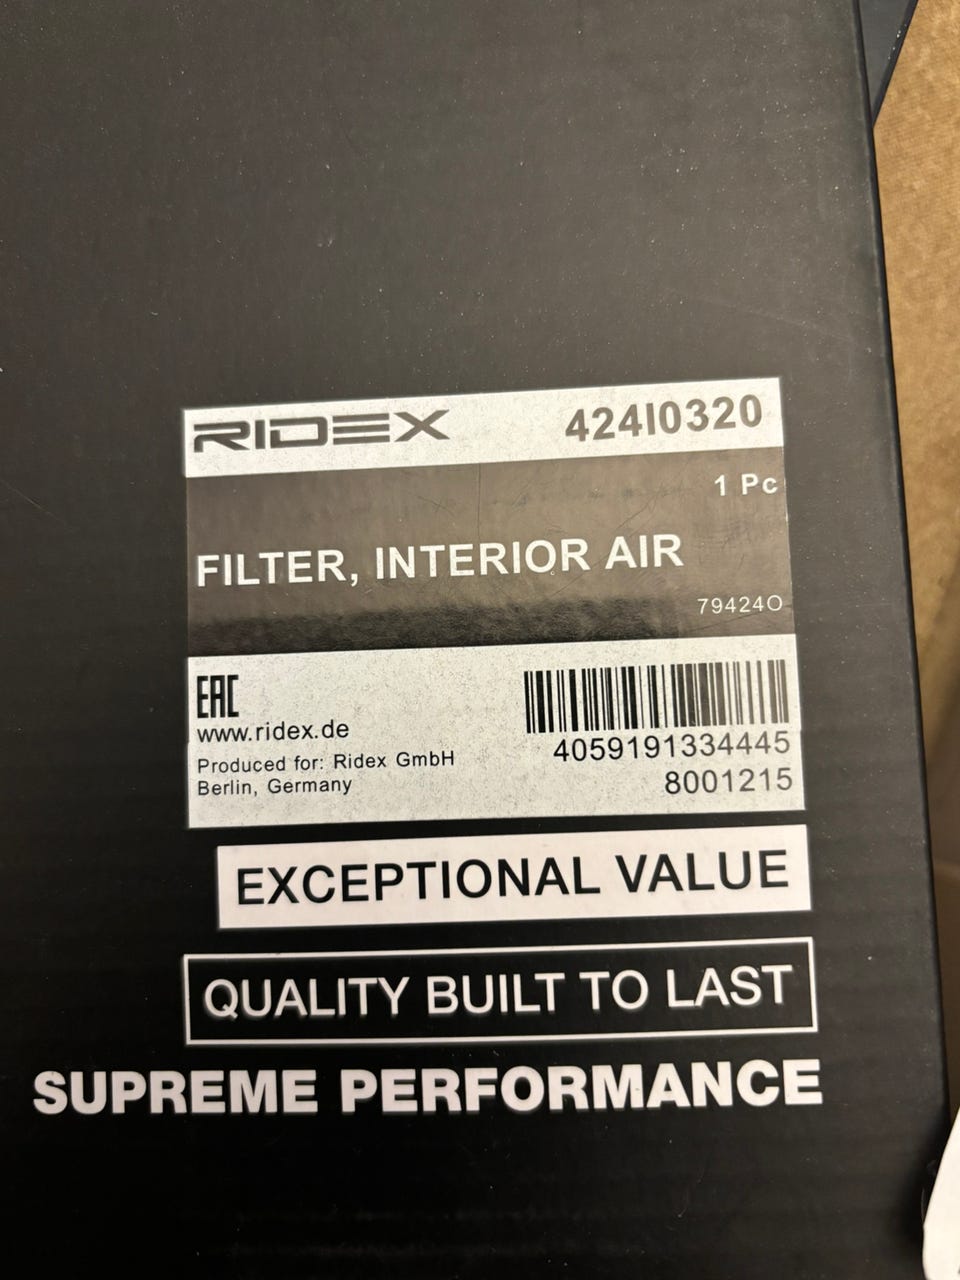 RIDEX 424I0320
1 Pc
FILTER, INTERIOR AIR
79424O
EAC
www.ridex.de
Produced for: Ridex GmbH
Berlin, Germany
4059191334445
8001215
EXCEPTIONAL VALUE
QUALITY BUILT TO LAST
SUPREME PERFORMANCE